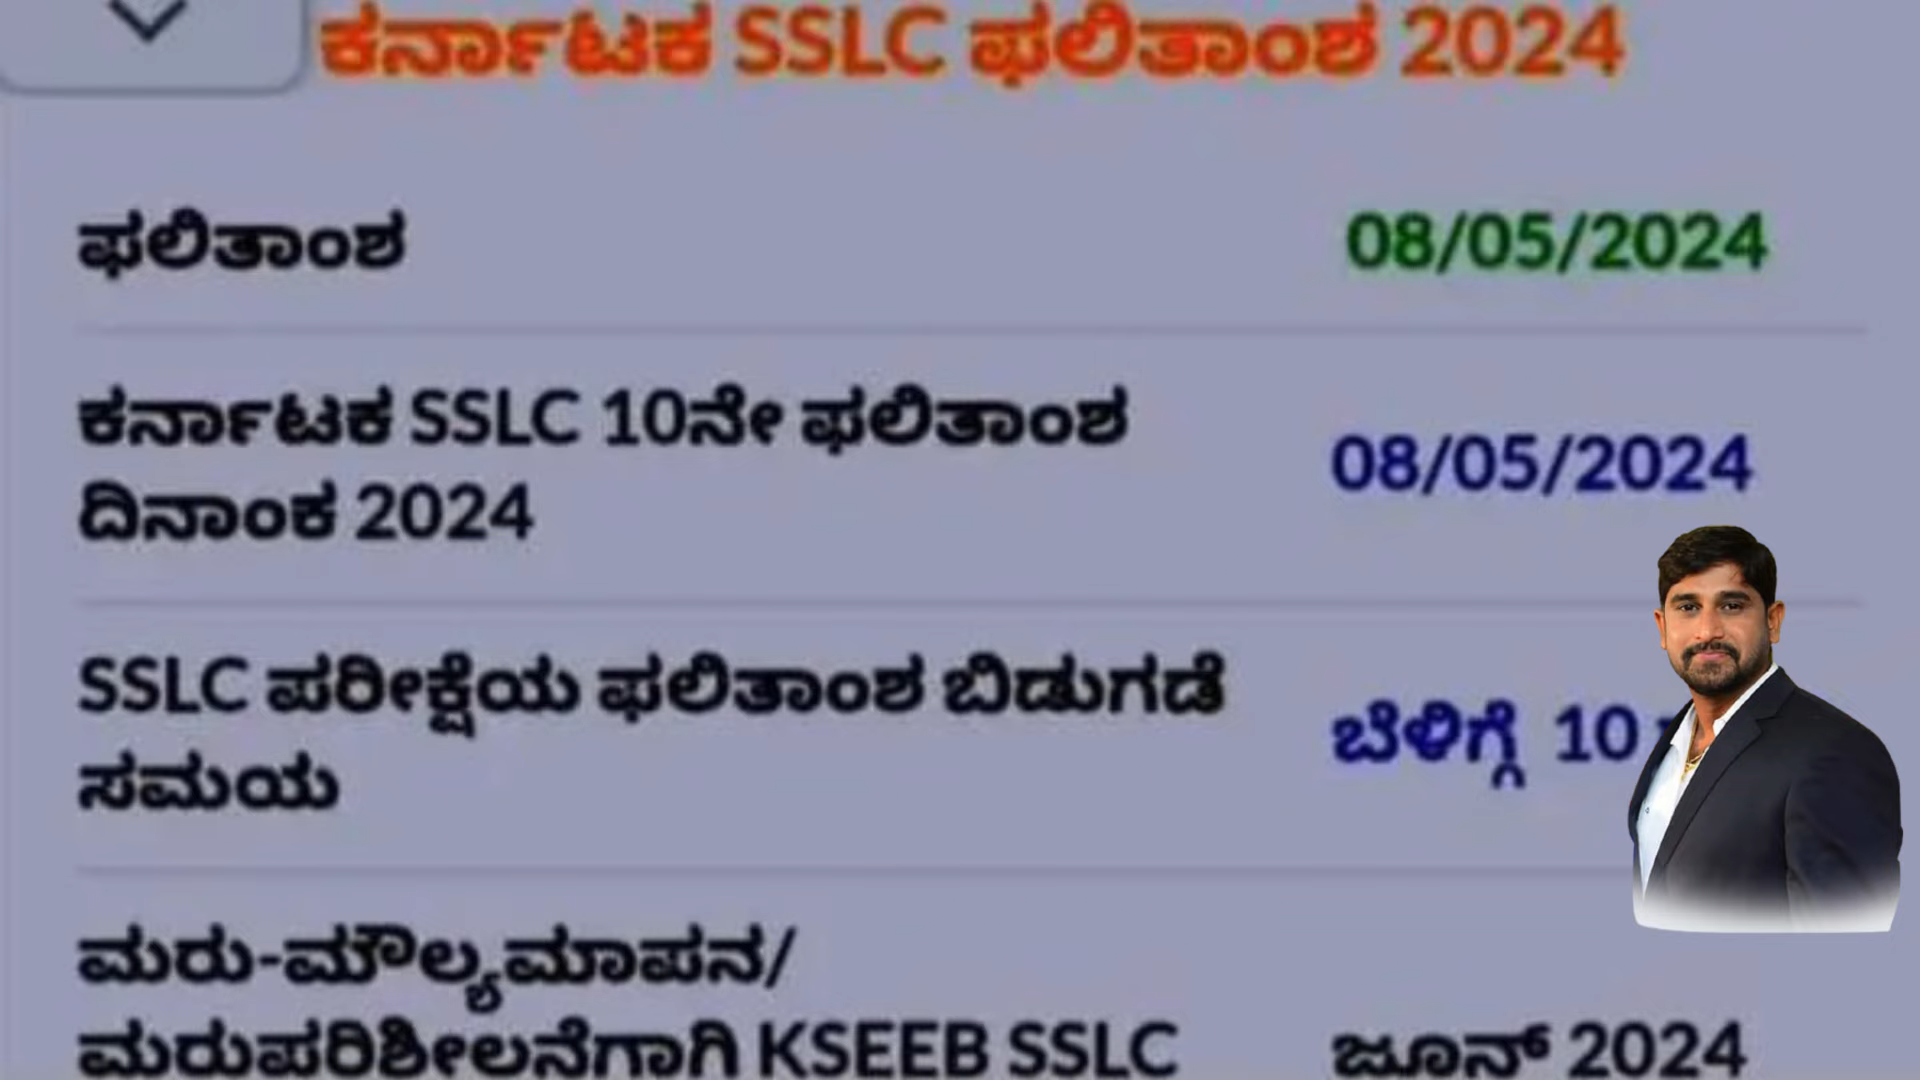 ಕರ್ನಾಟಕ SSLC ಫಲಿತಾಂಶ 2024
ಫಲಿತಾಂಶ 08/05/2024
ಕರ್ನಾಟಕ SSLC 10ನೇ ಫಲಿತಾಂಶ
ದಿನಾಂಕ 2024 08/05/2024
SSLC ಪರೀಕ್ಷೆಯ ಫಲಿತಾಂಶ ಬಿಡುಗಡೆ
ಸಮಯ ಬೆಳಿಗ್ಗೆ 10
ಮರು-ಮೌಲ್ಯಮಾಪನ/
ಮರುಪರಿಶೀಲನೆಗಾಗಿ KSEEB SSLC ಜೂನ್ 2024